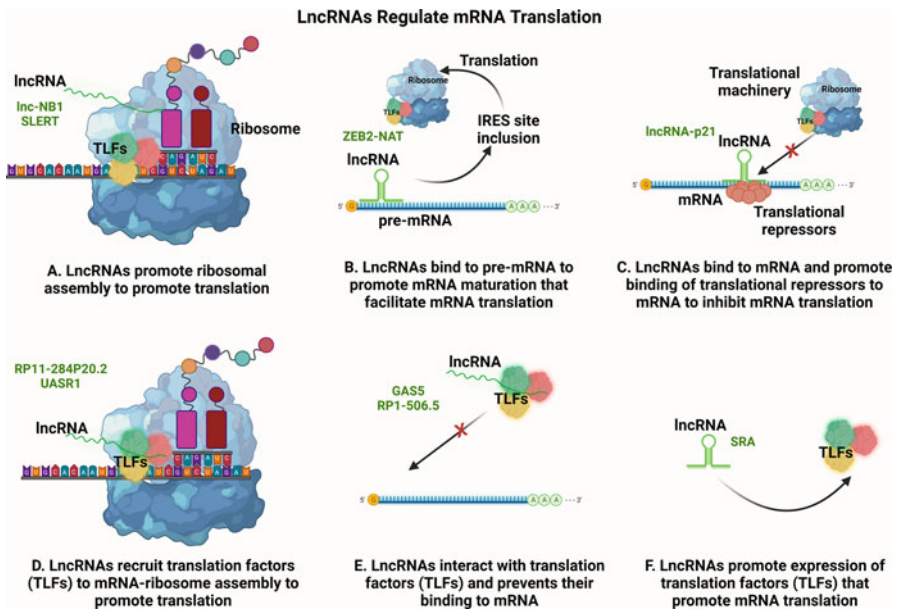 LncRNAs Regulate mRNA Translation
lncRNA
lnc-NB1
SLERT
TLFs
Ribosome
C A G A U C
G U G C A C A A U G A
U C G U C U A G A U
A. LncRNAs promote ribosomal
assembly to promote translation
Translation
Ribosome
TLFs
IRES site
inclusion
ZEB2-NAT
lncRNA
5' G
A A A
3'
pre-mRNA
B. LncRNAs bind to pre-mRNA to
promote mRNA maturation that
facilitate mRNA translation
Translational
machinery
Ribosome
TLFs
lncRNA-p21
lncRNA
5' G
A A A
3'
mRNA
Translational
repressors
C. LncRNAs bind to mRNA and promote
binding of translational repressors to
mRNA to inhibit mRNA translation
RP11-284P20.2
UASR1
lncRNA
TLFs
C A G A U C
G U G C A C A A U G
A U C G U C U A G A U
D. LncRNAs recruit translation factors
(TLFs) to mRNA-ribosome assembly to
promote translation
lncRNA
GAS5
RP1-506.5
TLFs
5' G
A A A
3'
E. LncRNAs interact with translation
factors (TLFs) and prevents their
binding to mRNA
lncRNA
SRA
TLFs
F. LncRNAs promote expression of
translation factors (TLFs) that
promote mRNA translation